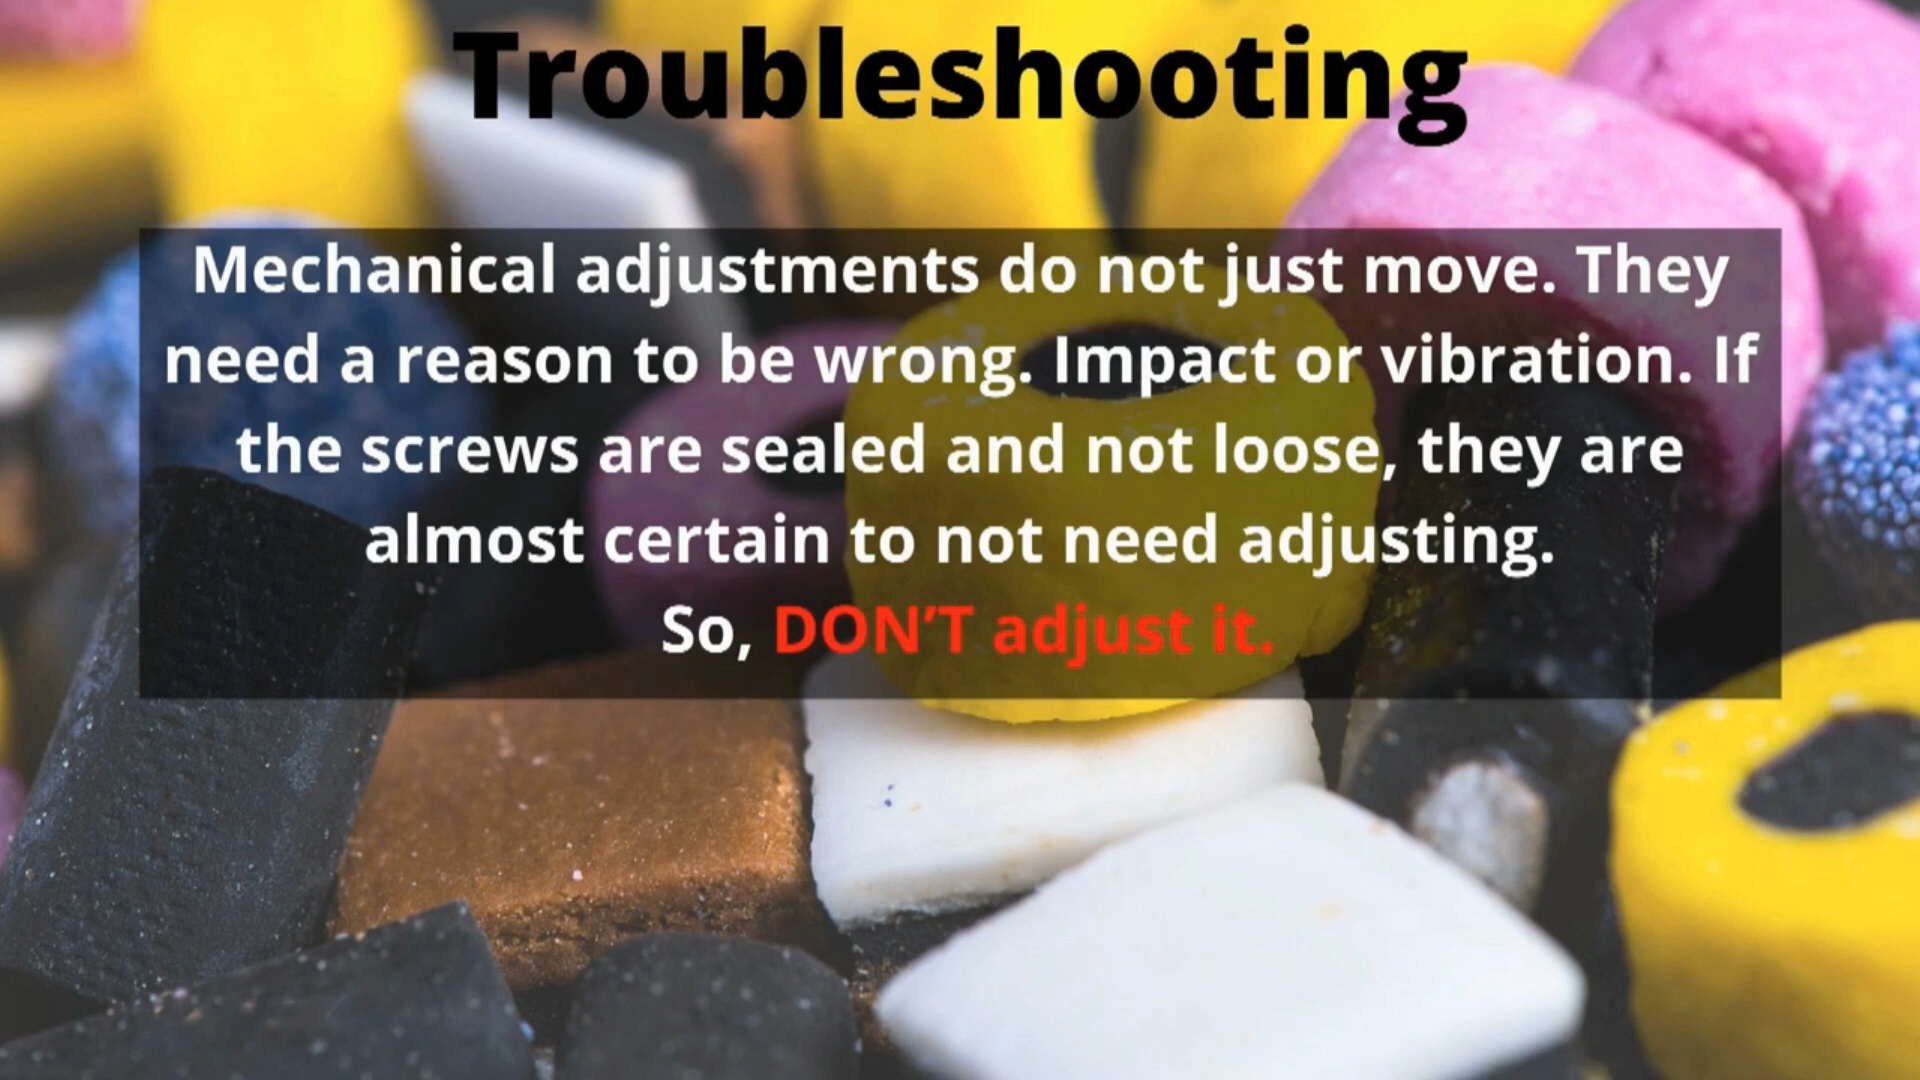 Troubleshooting
Mechanical adjustments do not just move. They
need a reason to be wrong. Impact or vibration. If
the screws are sealed and not loose, they are
almost certain to not need adjusting.
So, DON’T adjust it.